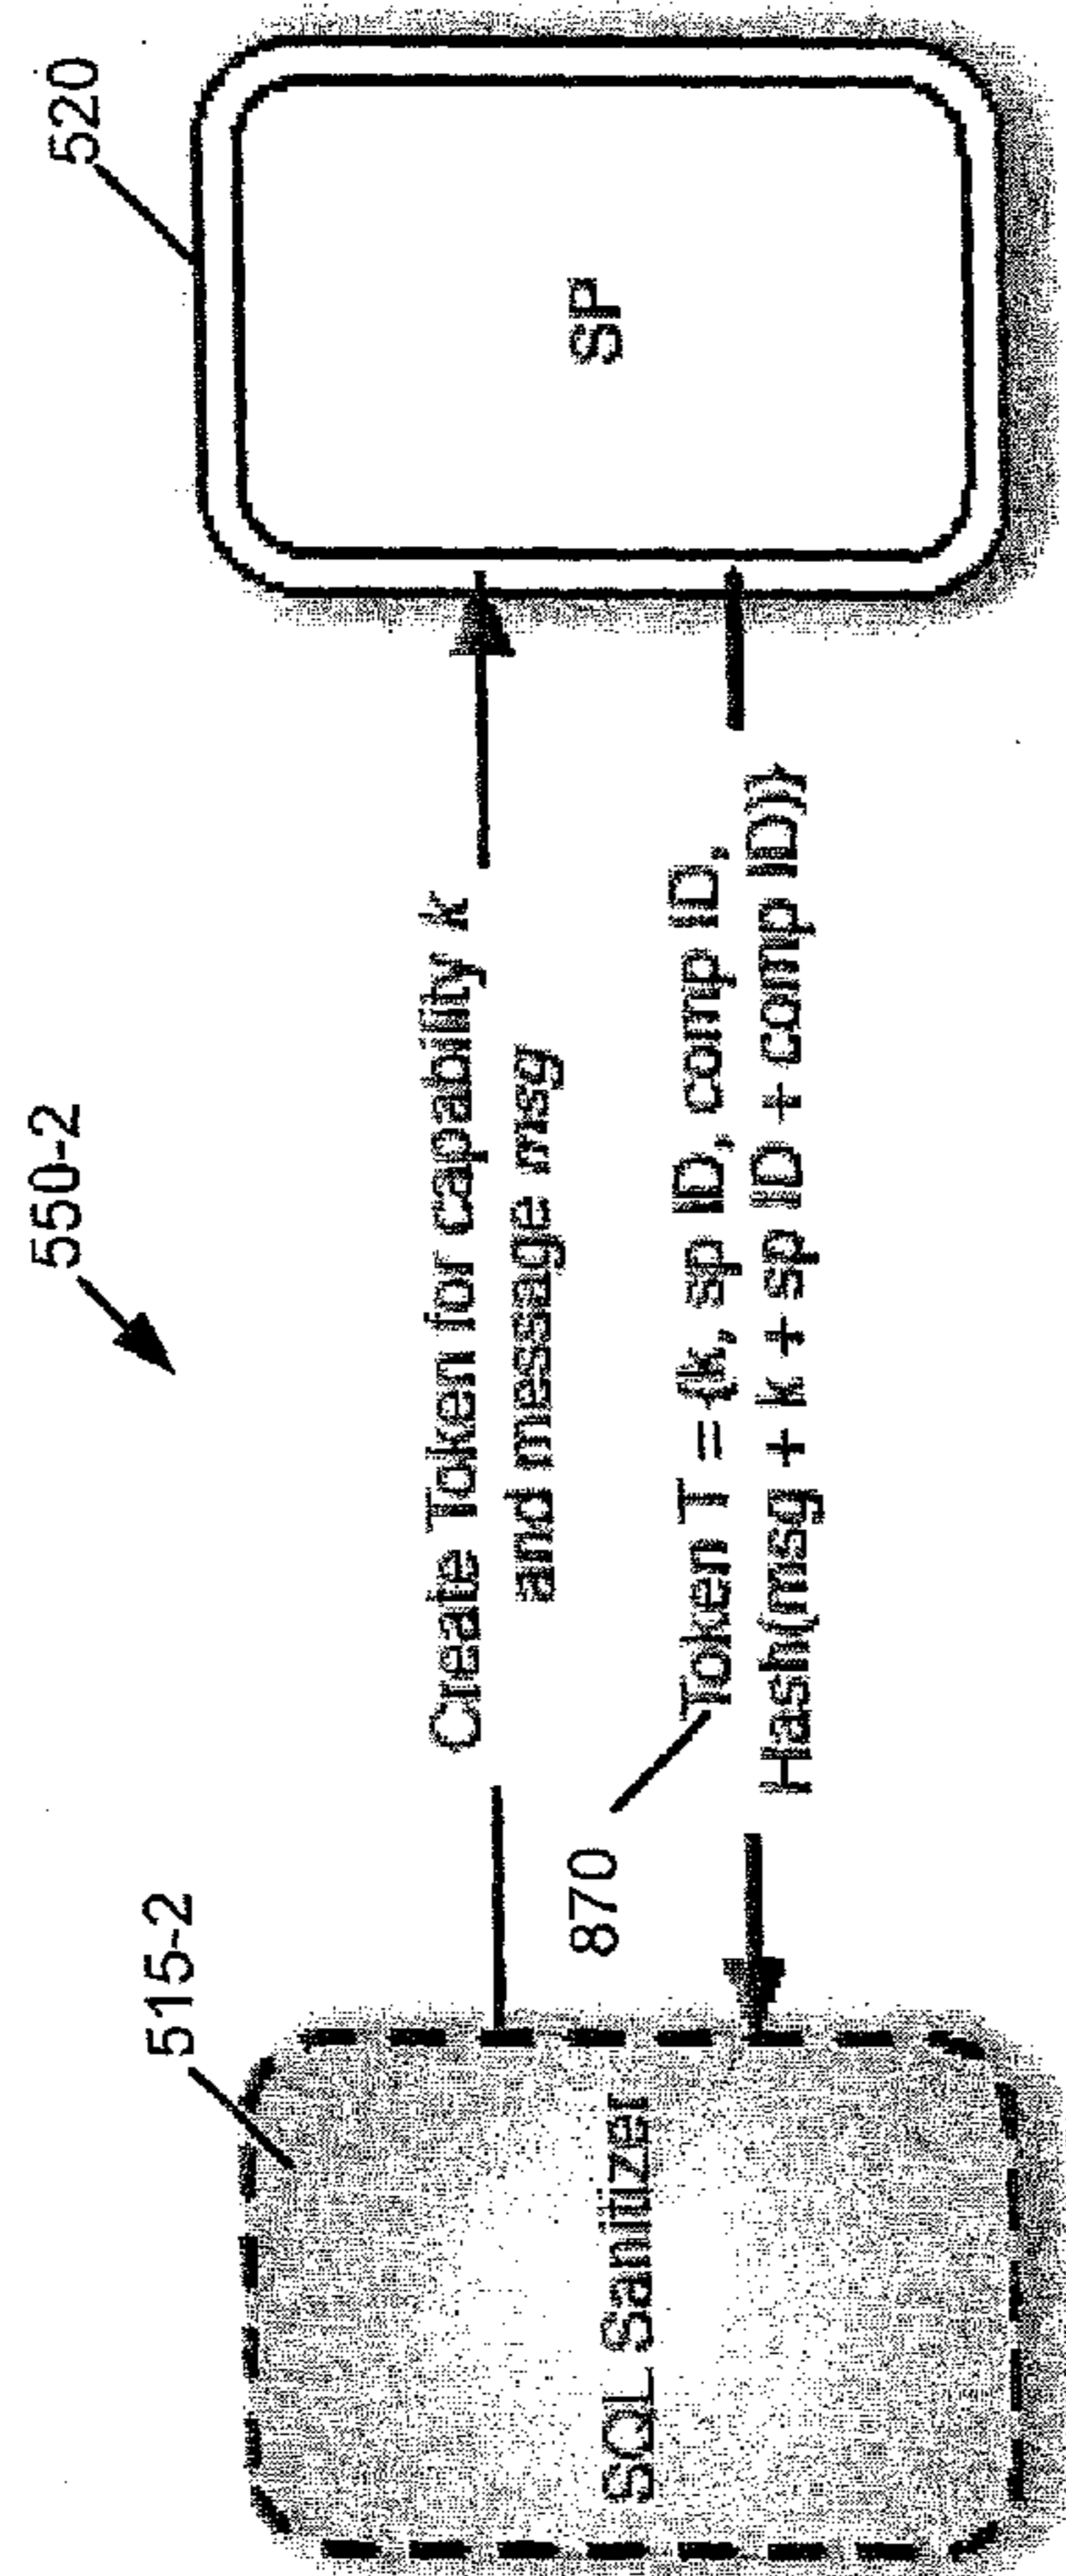 550-2
515-2
520
Create Token for capability k
and message msg
870
Token T = {k, sp ID, comp ID,
Hash(msg + k + sp ID + comp ID)}
SQL Sanitizer
SP